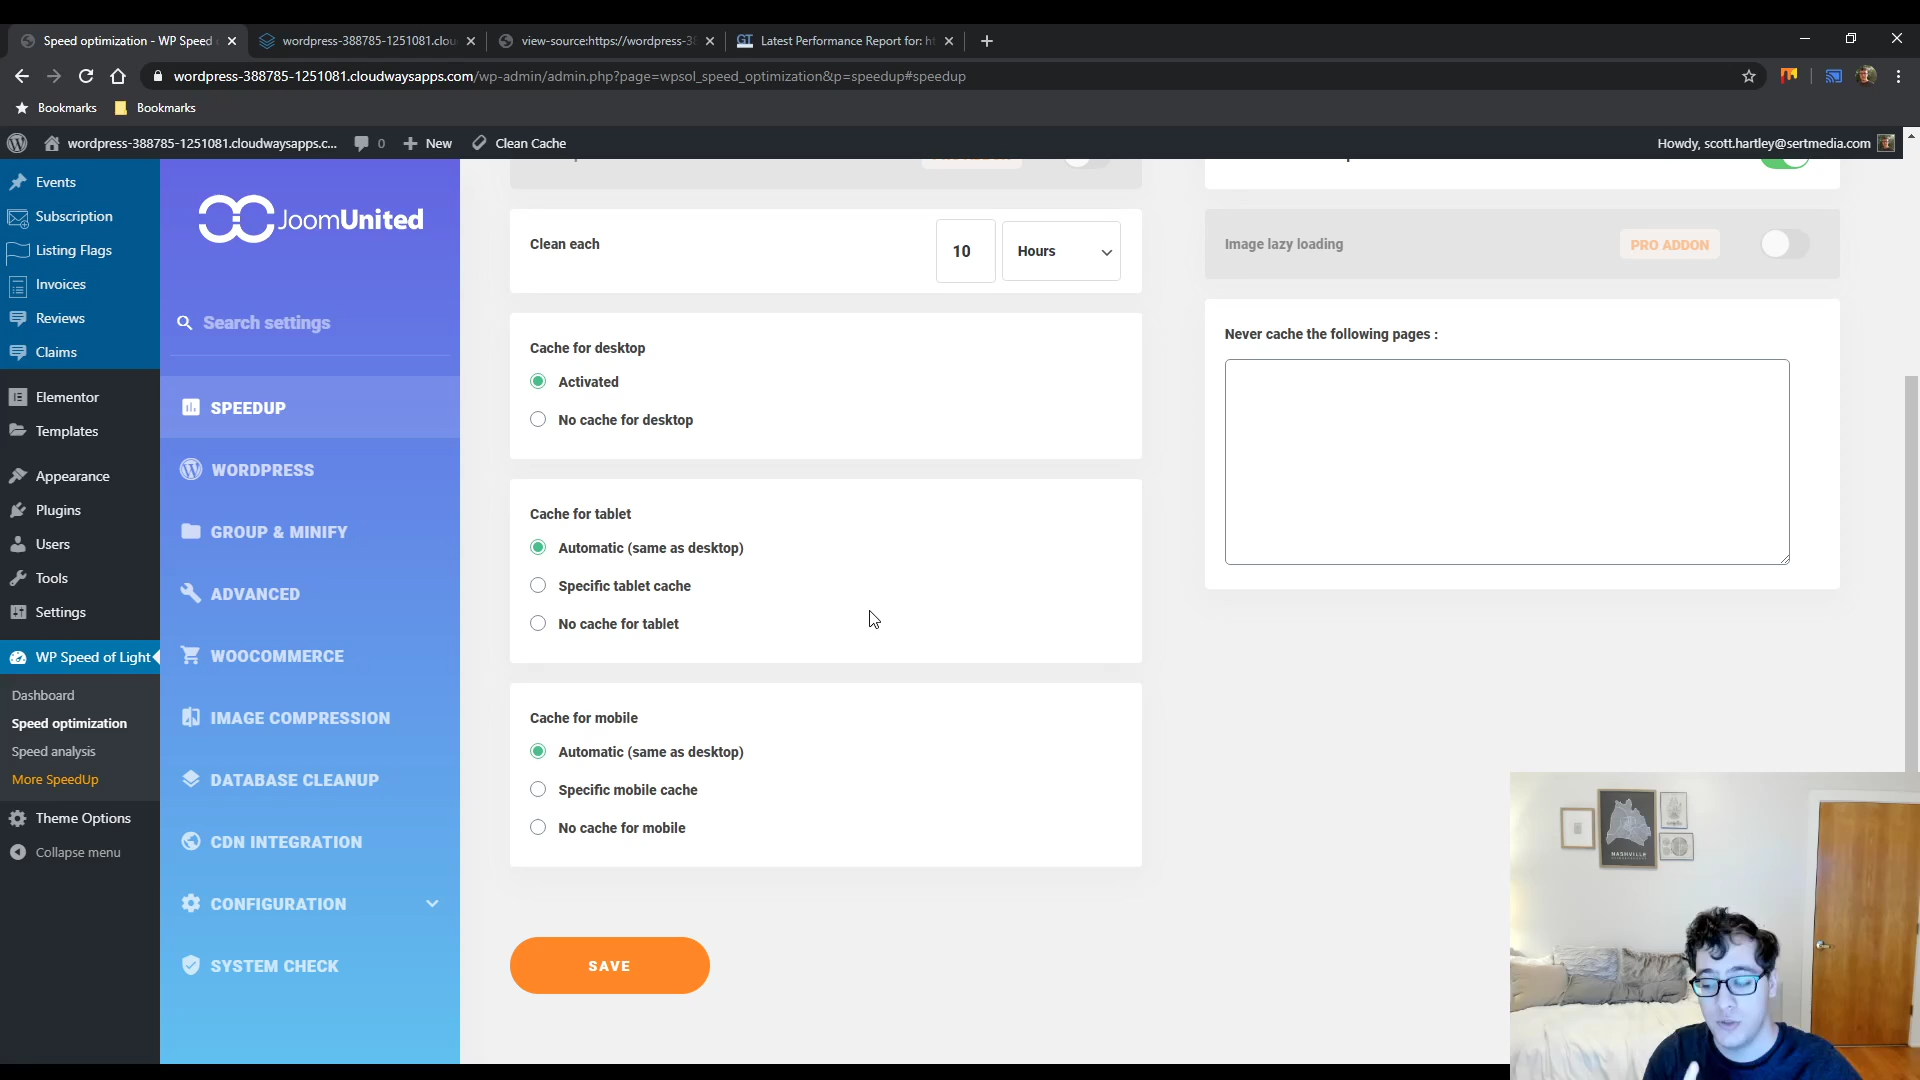 Speed optimization - WP Speed
wordpress-388785-1251081.clou
view-source:https://wordpress-3
GT Latest Performance Report for: h
wordpress-388785-1251081.cloudwaysapps.com/wp-admin/admin.php?page=wpsol_speed_optimization&p=speedup#speedup
Bookmarks
Bookmarks
wordpress-388785-1251081.cloudwaysapps.c...
0
New
Clean Cache
Howdy, scott.hartley@sertmedia.com
Events
Subscription
Listing Flags
Invoices
Reviews
Claims
Elementor
Templates
Appearance
Plugins
Users
Tools
Settings
WP Speed of Light
Dashboard
Speed optimization
Speed analysis
More SpeedUp
Theme Options
Collapse menu
JoomUnited
Search settings
SPEEDUP
WORDPRESS
GROUP & MINIFY
ADVANCED
WOOCOMMERCE
IMAGE COMPRESSION
DATABASE CLEANUP
CDN INTEGRATION
CONFIGURATION
SYSTEM CHECK
Clean each
10
Hours
Cache for desktop
Activated
No cache for desktop
Cache for tablet
Automatic (same as desktop)
Specific tablet cache
No cache for tablet
Cache for mobile
Automatic (same as desktop)
Specific mobile cache
No cache for mobile
SAVE
Image lazy loading
PRO ADDON
Never cache the following pages :
NASHVILLE